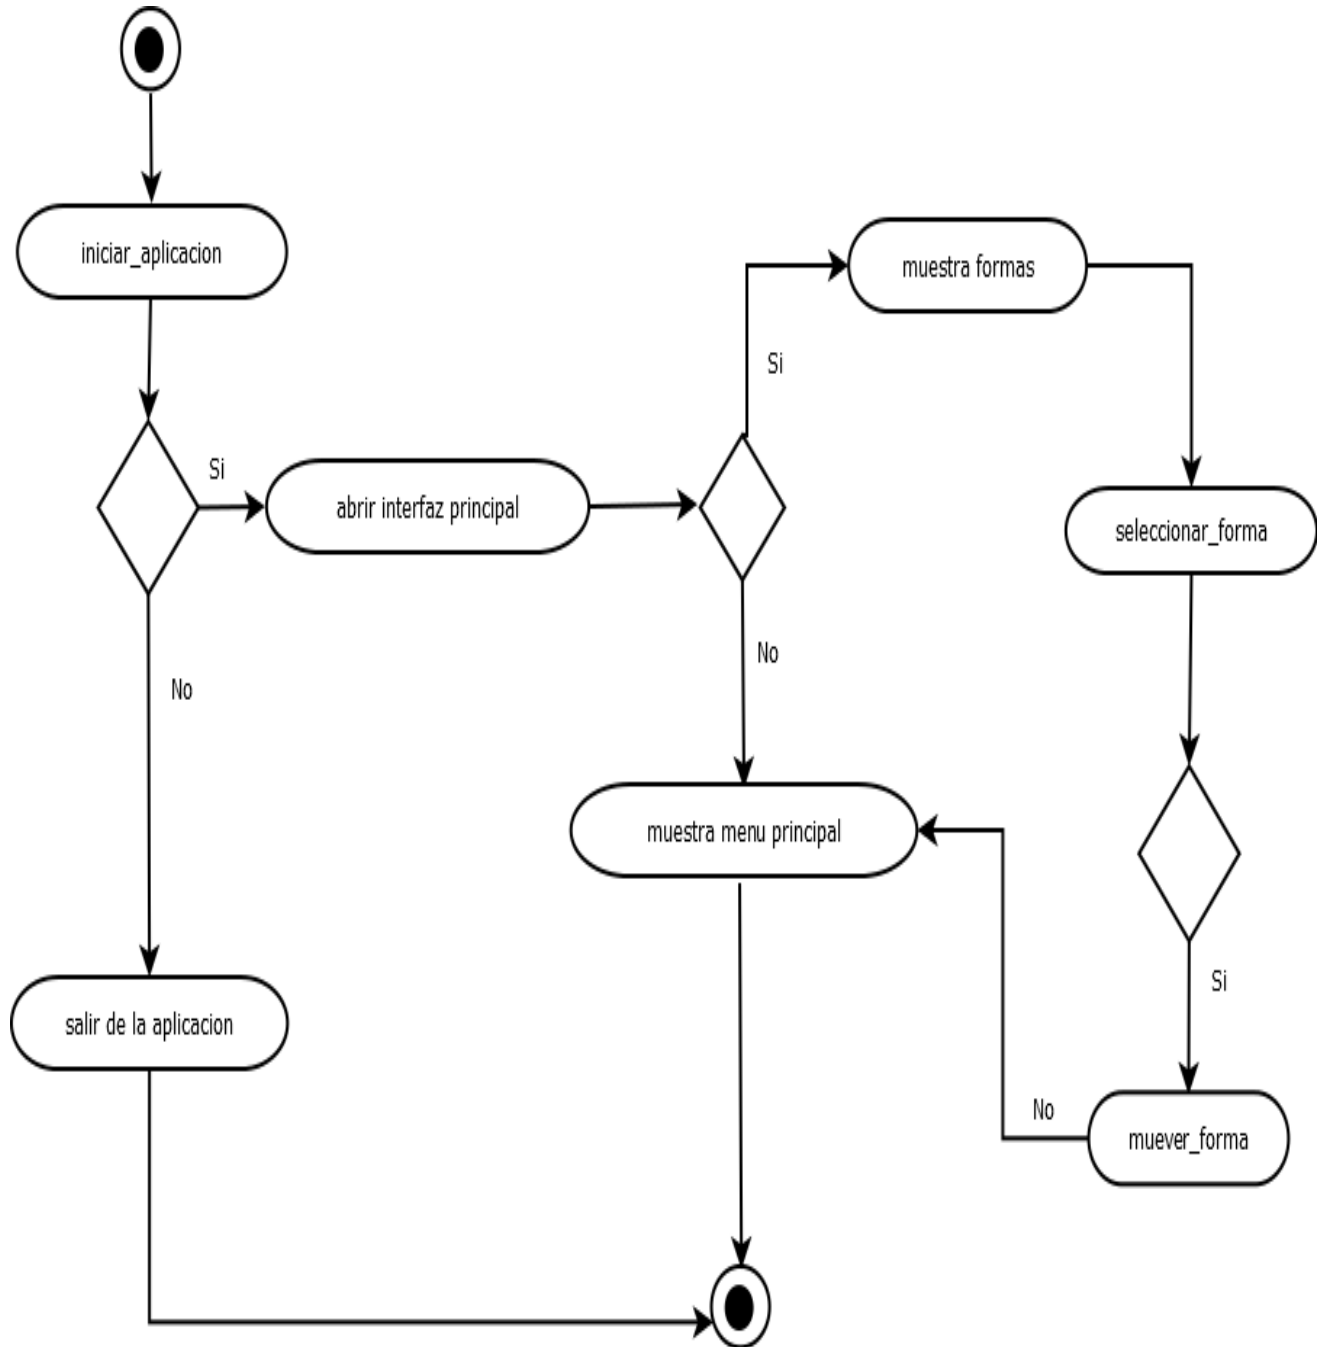 iniciar_aplicacion
muestra formas
Si
Si
abrir interfaz principal
seleccionar_forma
No
No
muestra menu principal
Si
salir de la aplicacion
No
muever_forma